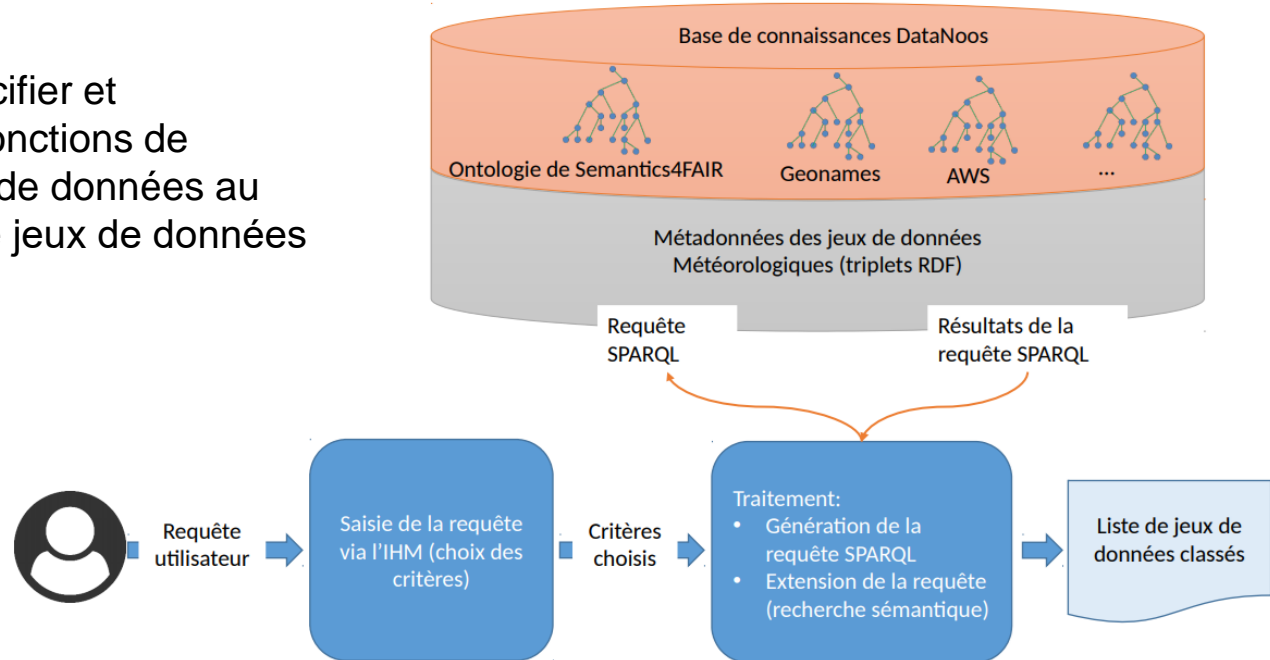 cifier et
onctions de
de données au
jeux de données
Base de connaissances DataNoos
Ontologie de Semantics4FAIR
Geonames
AWS
...
Métadonnées des jeux de données
Météorologiques (triplets RDF)
Requête
SPARQL
Résultats de la
requête SPARQL
Requête
utilisateur
Saisie de la requête
via l’IHM (choix des
critères)
Critères
choisis
Traitement:
• Génération de la
requête SPARQL
• Extension de la requête
(recherche sémantique)
Liste de jeux de
données classés